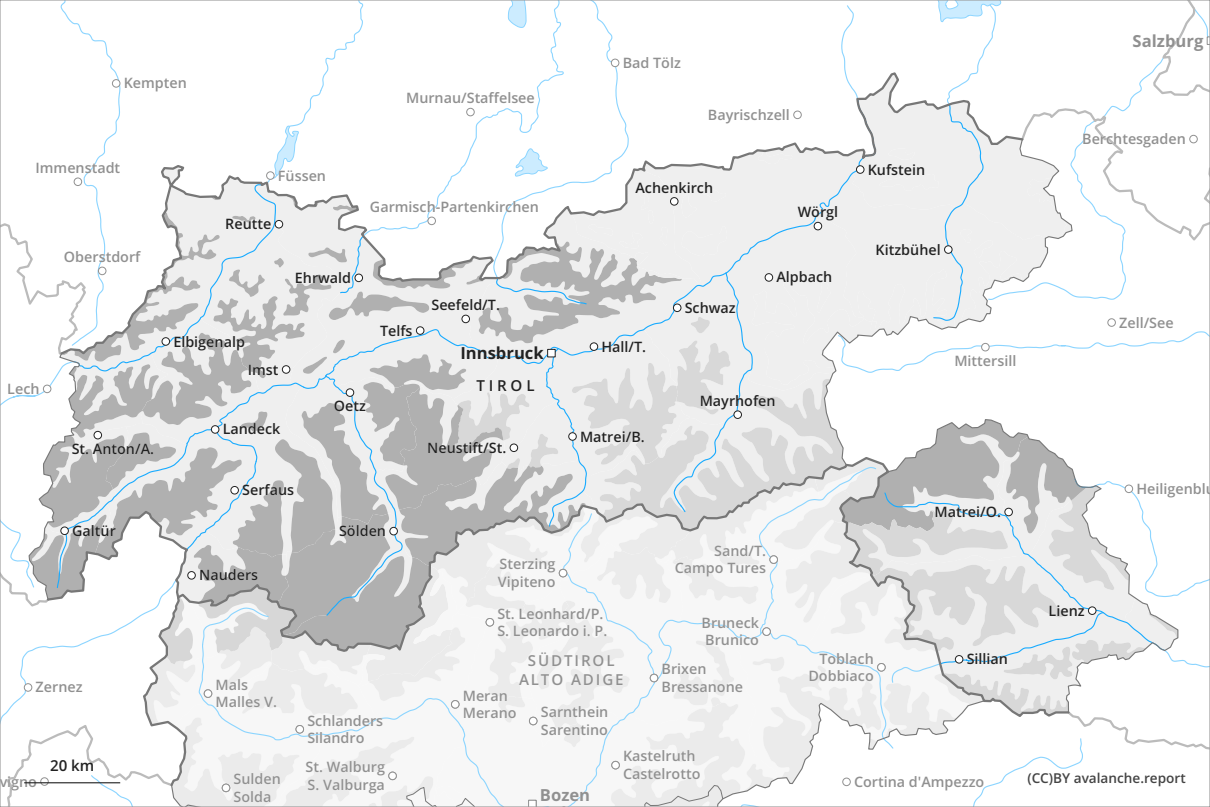 Salzburg
Kempten
Bad Tölz
Murnau/Staffelsee
Bayrischzell
Berchtesgaden
Immenstadt
Füssen
Kufstein
Achenkirch
Garmisch-Partenkirchen
Wörgl
Reutte
Kitzbühel
Oberstdorf
Ehrwald
Alpbach
Seefeld/T.
Schwaz
Zell/See
Telfs
Elbigenalp
Innsbruck
Hall/T.
Mittersill
Imst
TIROL
Lech
Oetz
Mayrhofen
Landeck
Matrei/B.
St. Anton/A.
Neustift/St.
Serfaus
Heiligenblu
Matrei/O.
Galtür
Sölden
Sand/T.
Campo Tures
Sterzing
Vipiteno
Nauders
Lienz
St. Leonhard/P.
S. Leonardo i. P.
Bruneck
Brunico
SÜDTIROL
ALTO ADIGE
Toblach
Dobbiaco
Sillian
Brixen
Bressanone
Zernez
Mals
Malles V.
Meran
Merano
Sarnthein
Sarentino
Schlanders
Silandro
Kastelruth
Castelrotto
20 km
St. Walburg
S. Valburga
vigno
Sulden
Solda
Cortina d'Ampezzo
(CC)BY avalanche.report
Bozen